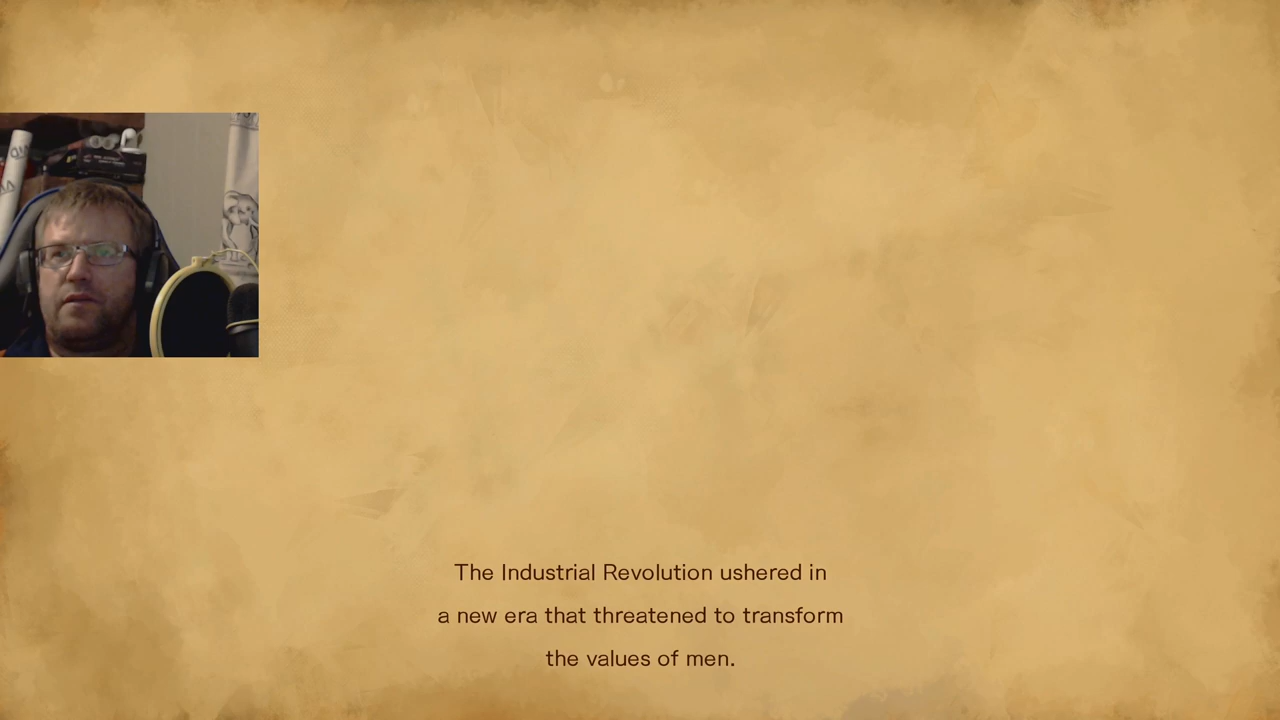 The Industrial Revolution ushered in
a new era that threatened to transform
the values of men.